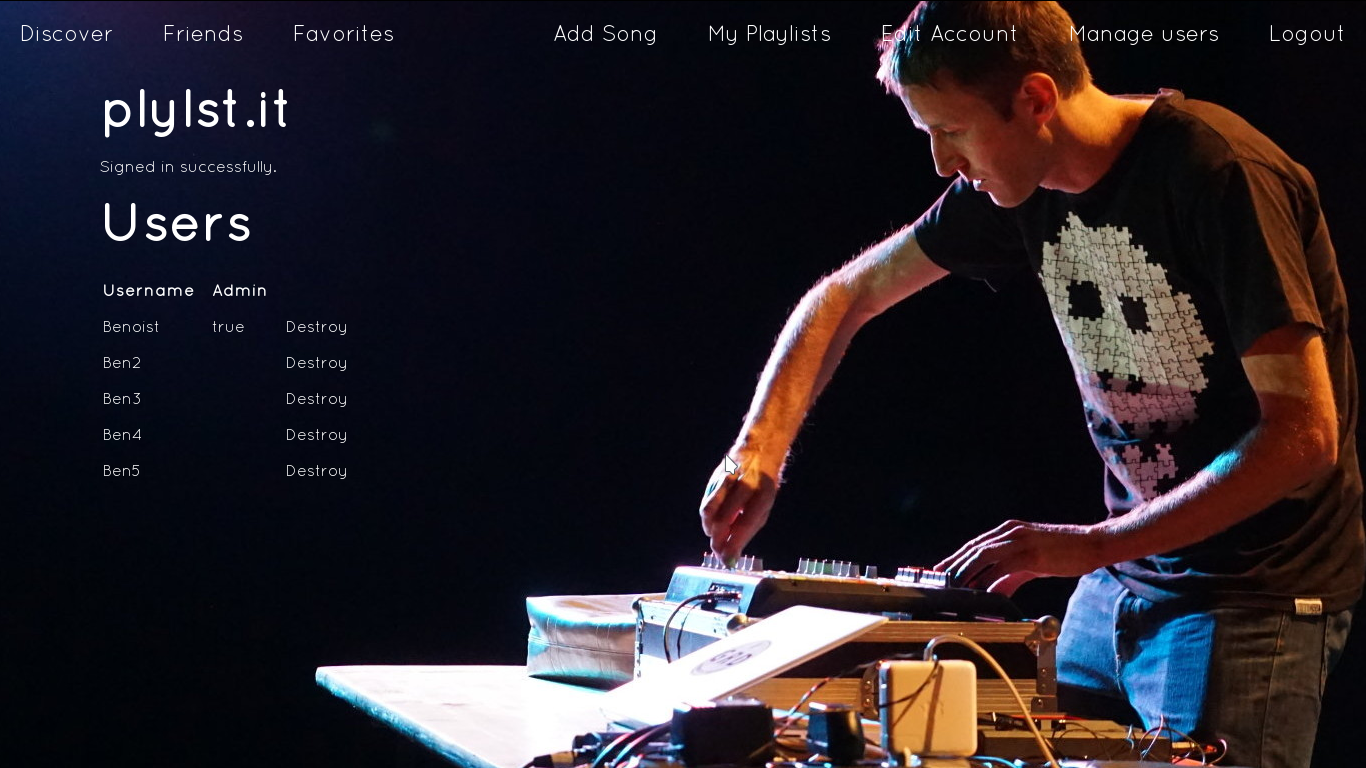 Discover Friends Favorites Add Song My Playlists Edit Account Manage users Logout
plylst.it
Signed in successfully.
Users
Username Admin
Benoist true Destroy
Ben2 Destroy
Ben3 Destroy
Ben4 Destroy
Ben5 Destroy